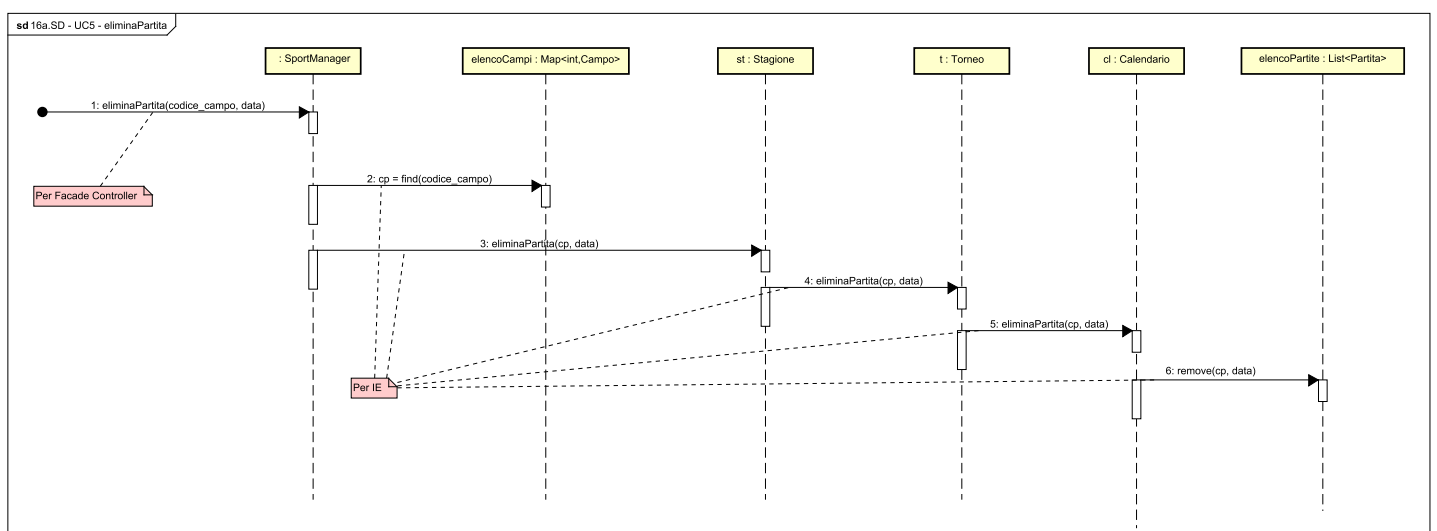 sd 16a.SD - UC5 - eliminaPartita
: SportManager
elencoCampi : Map<int,Campo>
st : Stagione
t : Torneo
cl : Calendario
elencoPartite : List<Partita>
1: eliminaPartita(codice_campo, data)
2: cp = find(codice_campo)
Per Facade Controller
3: eliminaPartita(cp, data)
4: eliminaPartita(cp, data)
5: eliminaPartita(cp, data)
6: remove(cp, data)
Per IE